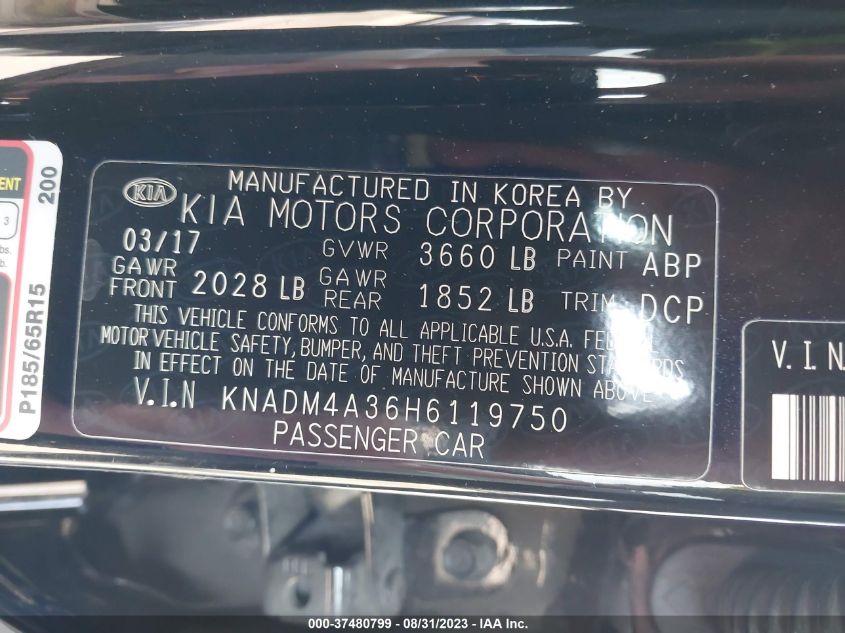 KIA
MANUFACTURED IN KOREA BY
KIA MOTORS CORPORATION
03/17 GVWR 3660 LB PAINT ABP
GAWR FRONT 2028 LB GAWR REAR 1852 LB TRIM DCP
THIS VEHICLE CONFORMS TO ALL APPLICABLE U.S.A. FEDERAL
MOTOR VEHICLE SAFETY, BUMPER, AND THEFT PREVENTION STANDARDS
IN EFFECT ON THE DATE OF MANUFACTURE SHOWN ABOVE
V.I.N KNADM4A36H6119750
PASSENGER CAR
P185/65R15
200
3
V.I.N
000-37480799 - 08/31/2023 - IAA Inc.